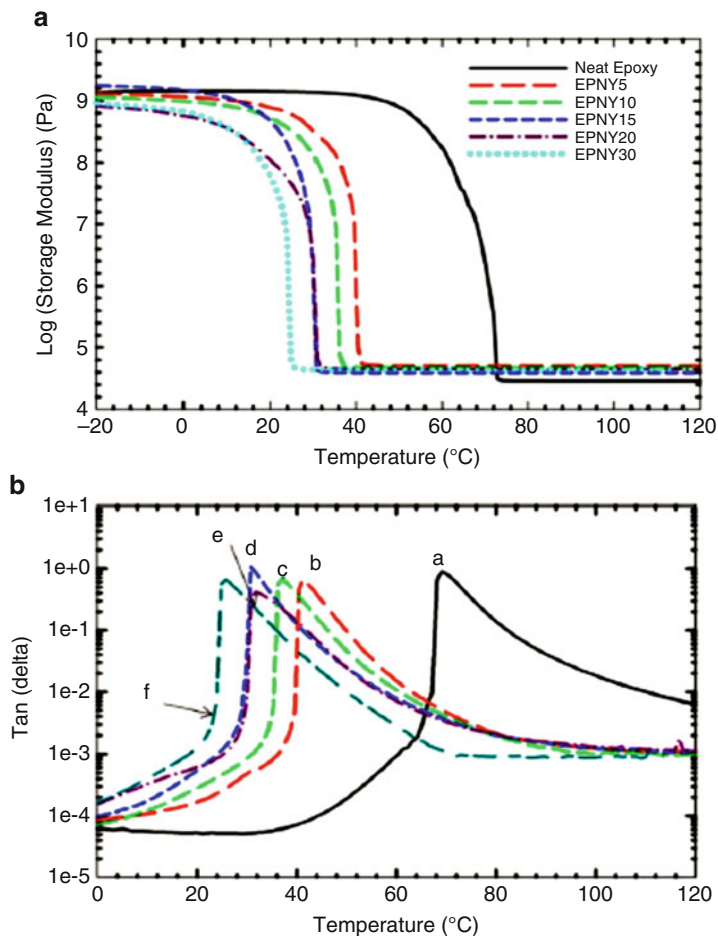 a
10
9
8
7
6
5
4
Log (Storage Modulus) (Pa)
Neat Epoxy
EPNY5
EPNY10
EPNY15
EPNY20
EPNY30
–20 0 20 40 60 80 100 120
Temperature (°C)
b
1e+1
1e+0
1e-1
1e-2
1e-3
1e-4
1e-5
Tan (delta)
e
d
c
b
a
f
0 20 40 60 80 100 120
Temperature (°C)